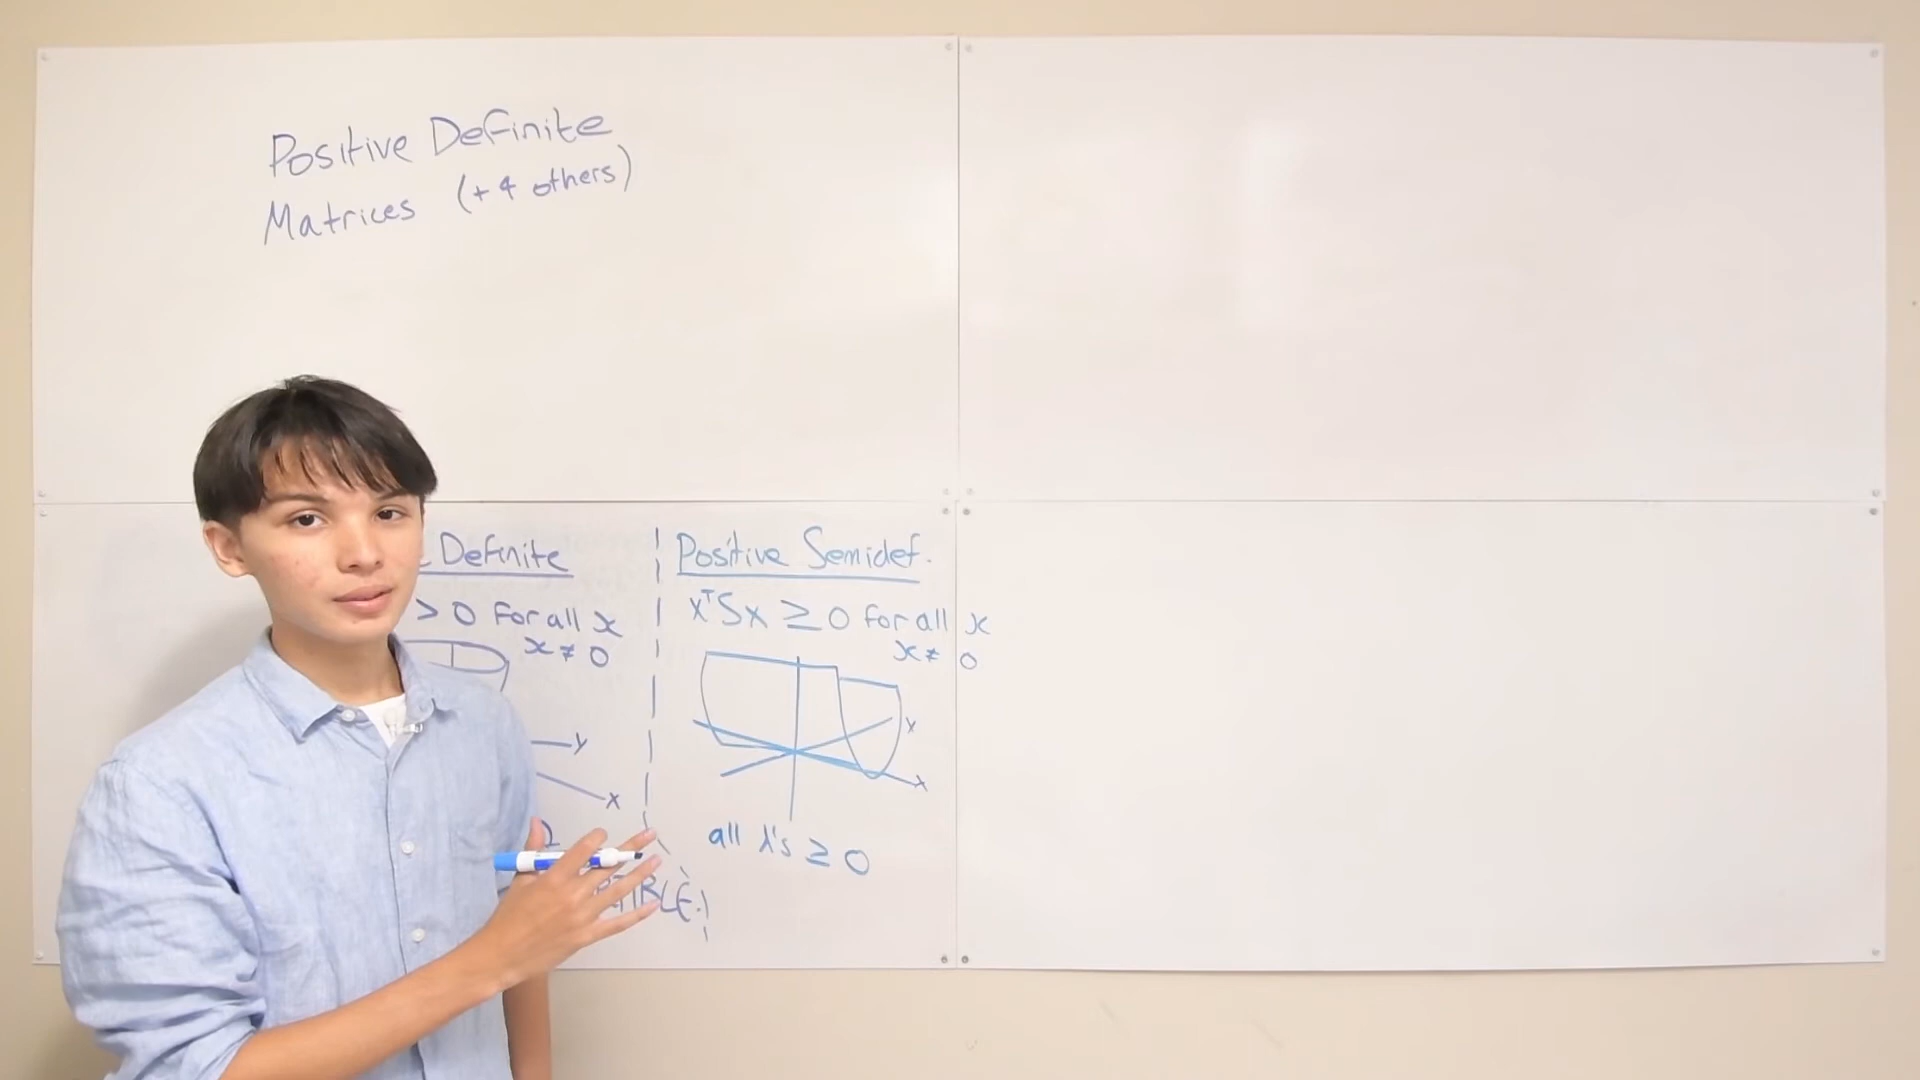 Positive Definite
Matrices (+4 others)
Definite
> 0 for all x
x ≠ 0
y
x
Positive Semidef.
xᵀSx ≥ 0 for all x
x ≠ 0
y
x
all λ's ≥ 0